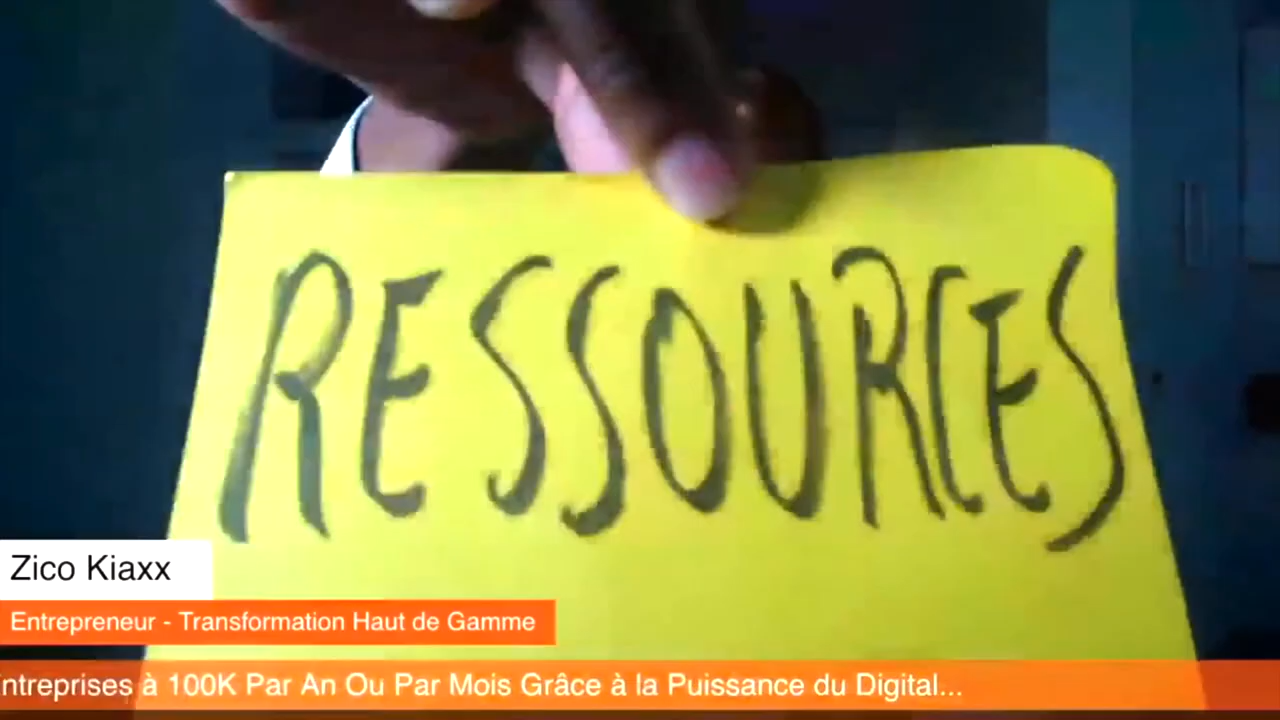 RESSOURCES
Zico Kiaxx
Entrepreneur - Transformation Haut de Gamme
ntreprises à 100K Par An Ou Par Mois Grâce à la Puissance du Digital...